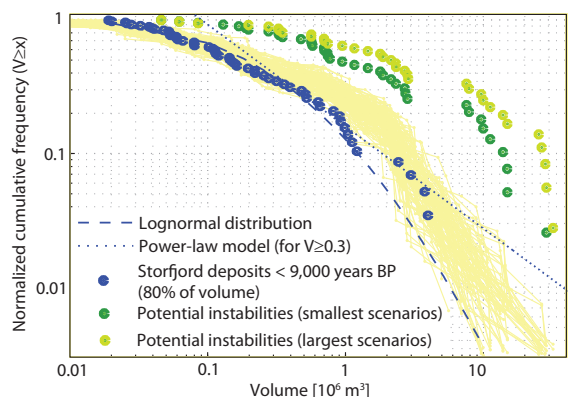 Normalized cumulative frequency (V≥x)
1
0.1
0.01
Lognormal distribution
Power-law model (for V≥0.3)
Storfjord deposits < 9,000 years BP
(80% of volume)
Potential instabilities (smallest scenarios)
Potential instabilities (largest scenarios)
0.01
0.1
1
10
Volume [10⁶ m³]